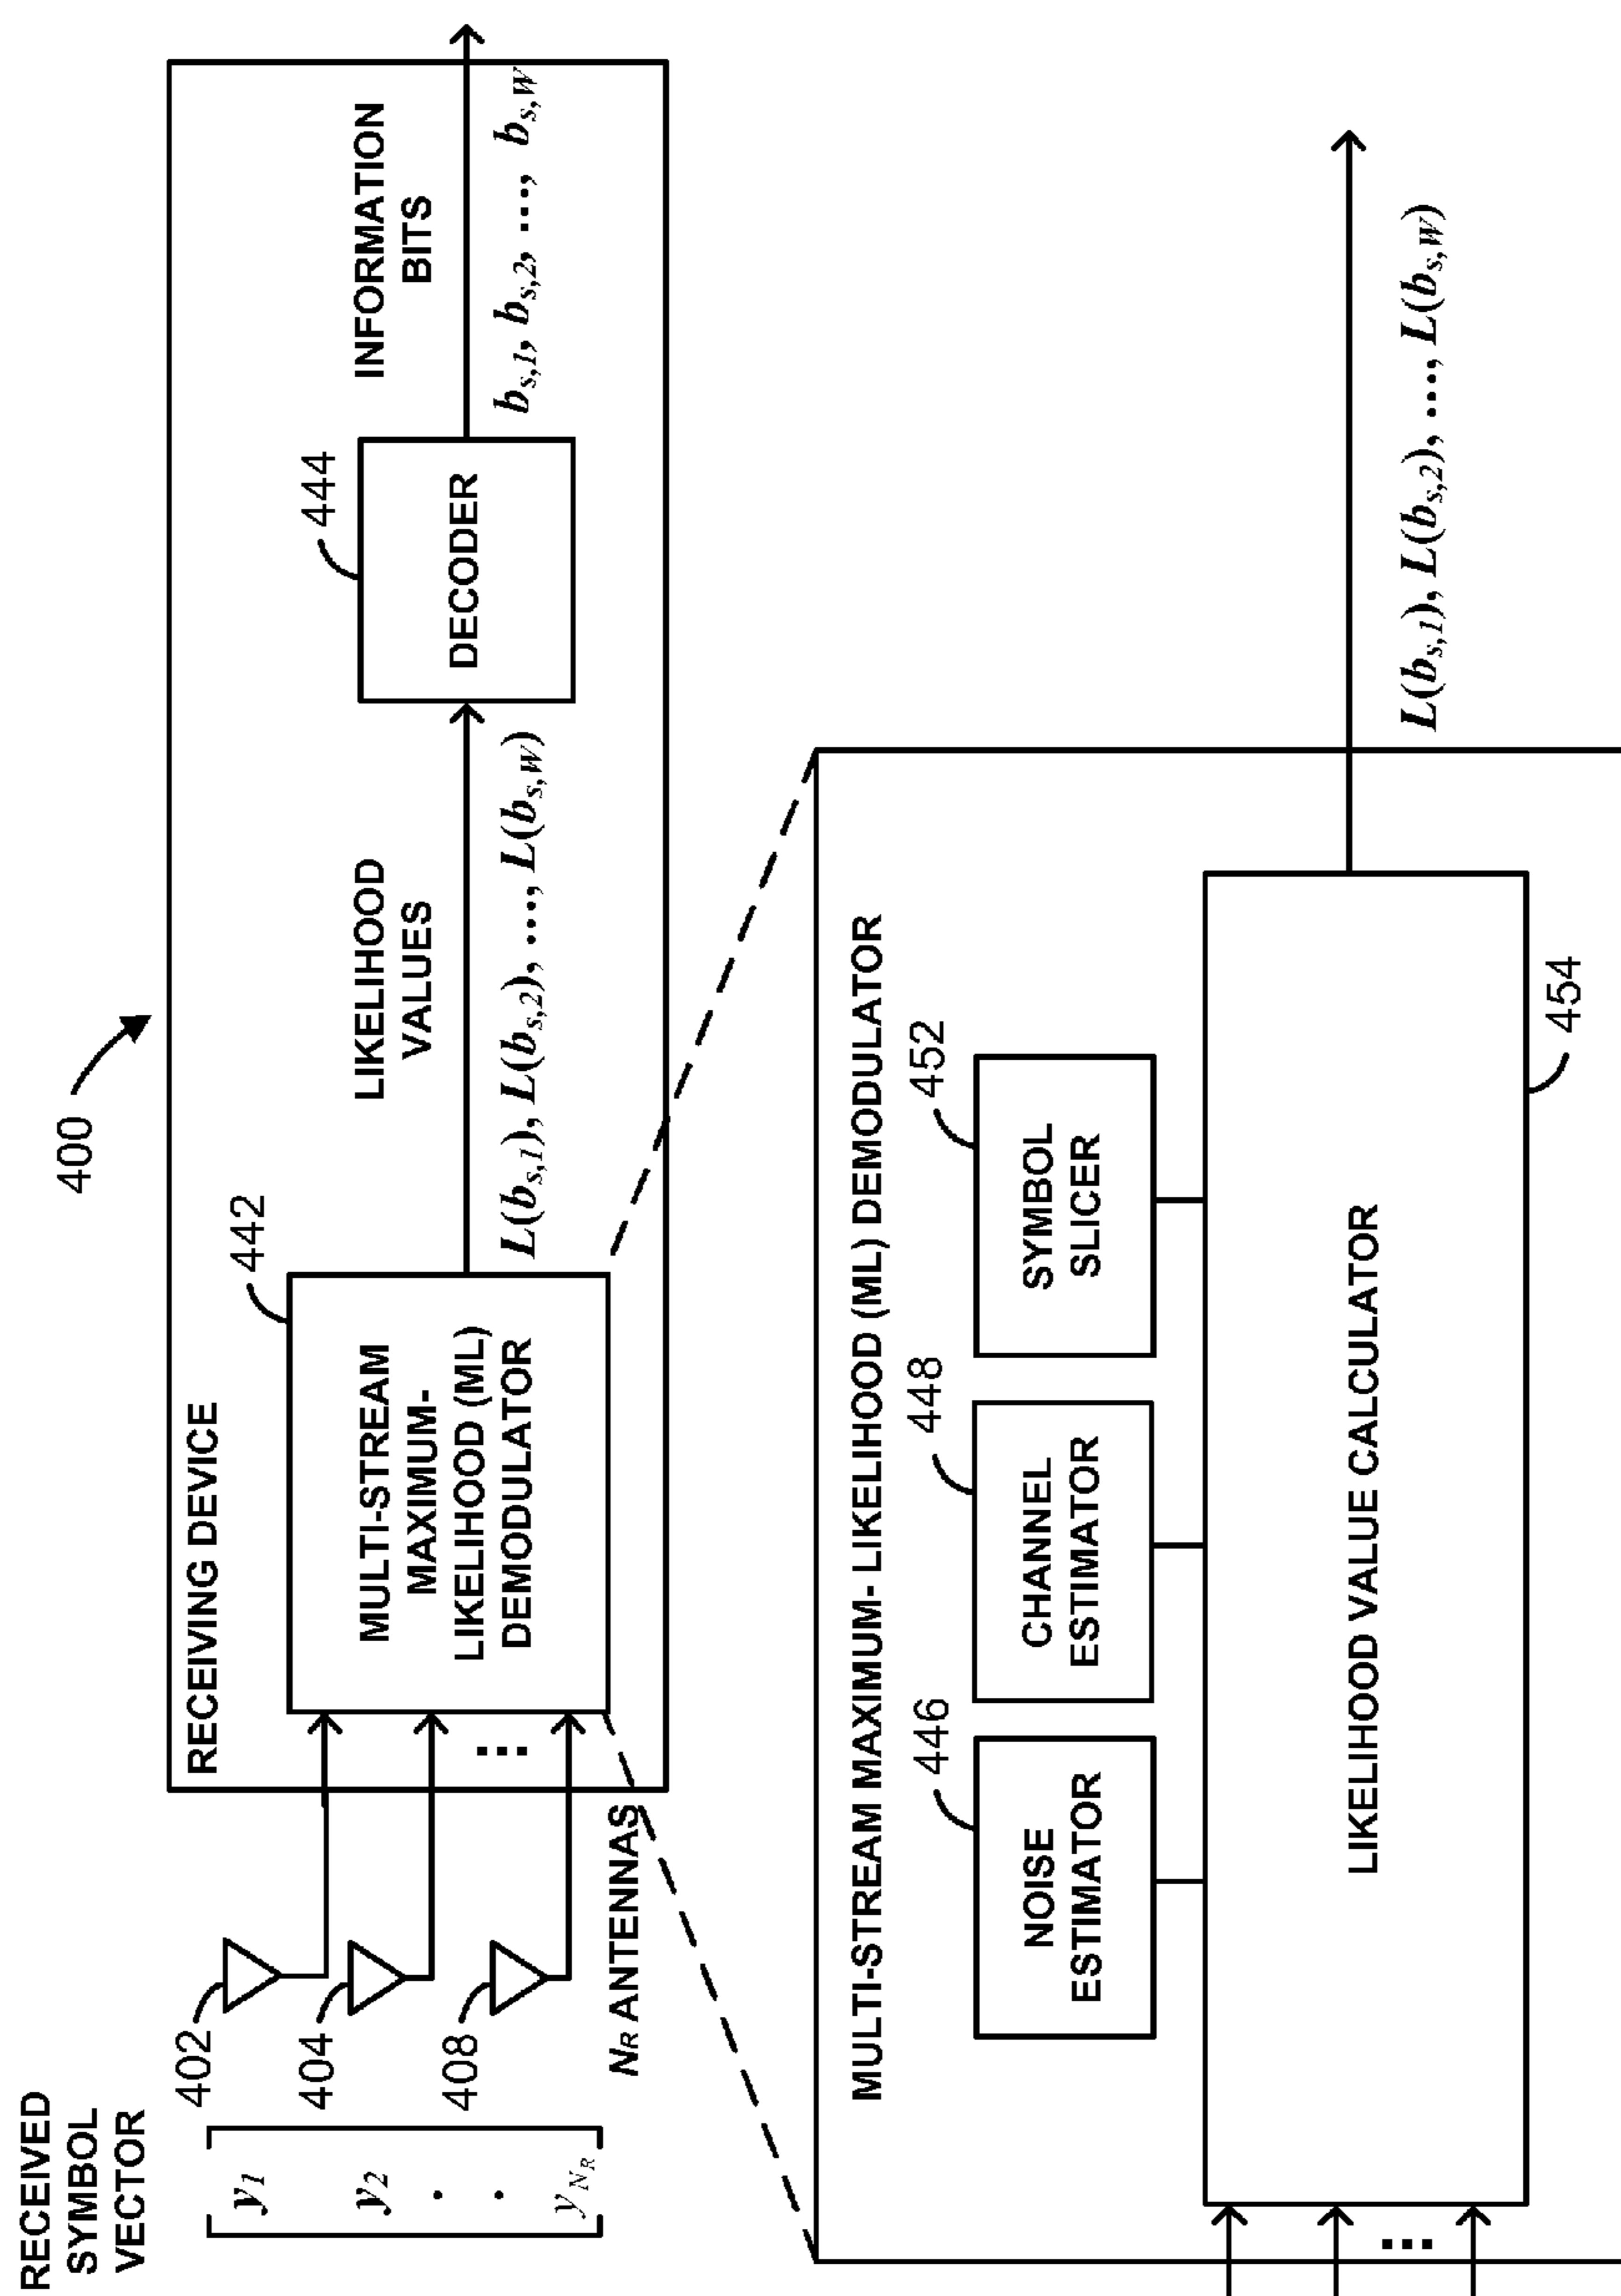 400
RECEIVED
SYMBOL
VECTOR
y1
y2
.
.
yNR
402
404
408
NR ANTENNAS
RECEIVING DEVICE
442
MULTI-STREAM
MAXIMUM-
LIKELIHOOD (ML)
DEMODULATOR
...
LIKELIHOOD
VALUES
L(bs,1), L(bs,2), ..., L(bs,W)
444
DECODER
INFORMATION
BITS
bs,1, bs,2, ..., bs,W
MULTI-STREAM MAXIMUM- LIKELIHOOD (ML) DEMODULATOR
446
NOISE
ESTIMATOR
448
CHANNEL
ESTIMATOR
452
SYMBOL
SLICER
LIKELIHOOD VALUE CALCULATOR
454
...
L(bs,1), L(bs,2), ..., L(bs,W)